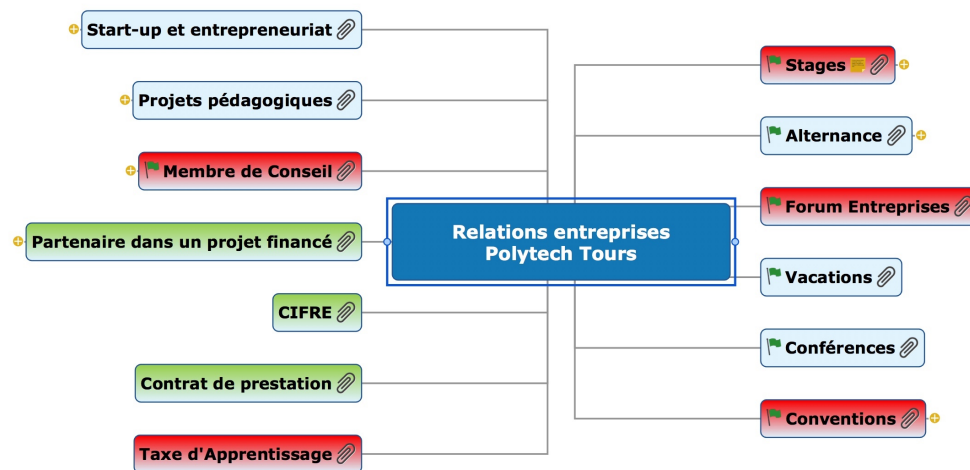 Start-up et entrepreneuriat
Projets pédagogiques
Membre de Conseil
Partenaire dans un projet financé
CIFRE
Contrat de prestation
Taxe d'Apprentissage
Relations entreprises
Polytech Tours
Stages
Alternance
Forum Entreprises
Vacations
Conférences
Conventions